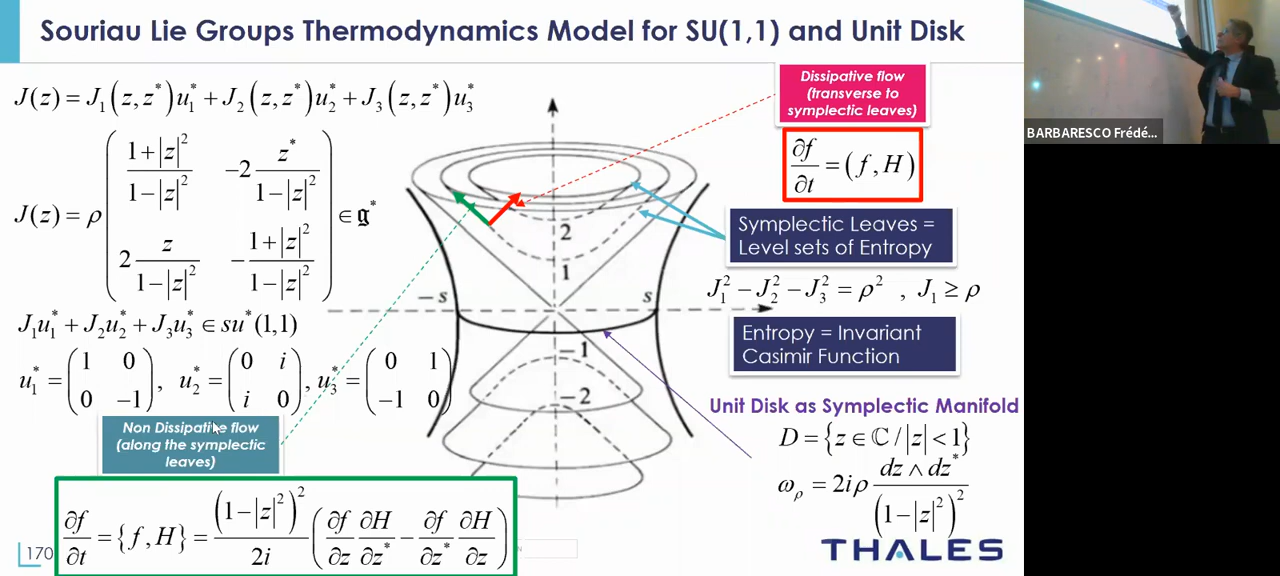 Souriau Lie Groups Thermodynamics Model for SU(1,1) and Unit Disk
J(z) = J₁(z,z*)u₁* + J₂(z,z*)u₂* + J₃(z,z*)u₃*
J(z) = ρ ( (1+|z|²)/(1−|z|²)  −2 z*/(1−|z|²) ; 2 z/(1−|z|²)  −(1+|z|²)/(1−|z|²) ) ∈ 𝔤*
J₁u₁* + J₂u₂* + J₃u₃* ∈ su*(1,1)
u₁* = ( 1 0 ; 0 −1 ), u₂* = ( 0 i ; i 0 ), u₃* = ( 0 1 ; −1 0 )
Non Dissipative flow
(along the symplectic
leaves)
∂f/∂t = {f,H} = (1−|z|²)²/2i ( ∂f/∂z ∂H/∂z* − ∂f/∂z* ∂H/∂z )
170
2
1
−s
s
−1
−2
Dissipative flow
(transverse to
symplectic leaves)
∂f/∂t = (f,H)
Symplectic Leaves =
Level sets of Entropy
J₁² − J₂² − J₃² = ρ² , J₁ ≥ ρ
Entropy = Invariant
Casimir Function
Unit Disk as Symplectic Manifold
D = {z ∈ ℂ / |z| < 1}
ω_ρ = 2iρ dz ∧ dz*/(1−|z|²)²
THALES
BARBARESCO Frédé...